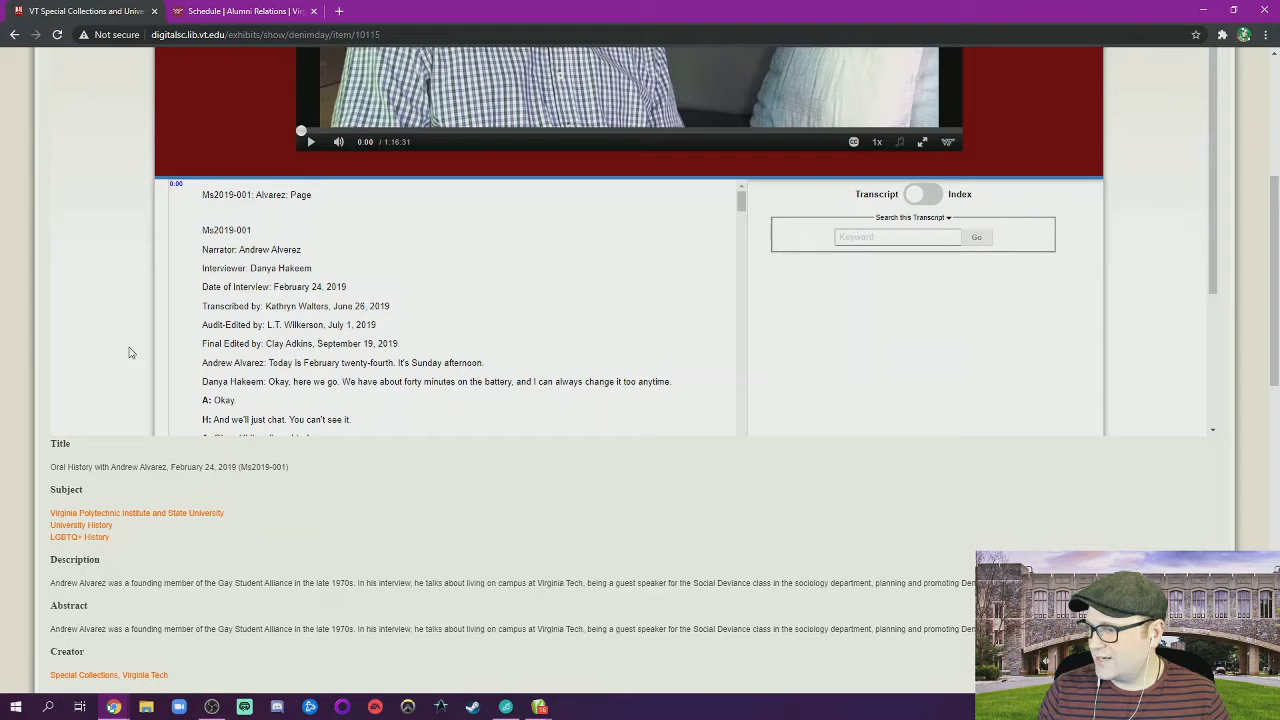 VT Special Collections Unive
Schedule | Alumni Relations | Virg
Not secure
digitalsc.lib.vt.edu/exhibits/show/denimday/item/10115
0:00 / 1:16:31
CC
1x
VT
0:00
Ms2019-001; Alvarez; Page
Ms2019-001
Narrator: Andrew Alverez
Interviewer: Danya Hakeem
Date of Interview: February 24, 2019
Transcribed by: Kathryn Walters, June 26, 2019
Audit-Edited by: L.T. Wilkerson, July 1, 2019
Final Edited by: Clay Adkins, September 19, 2019
Andrew Alvarez: Today is February twenty-fourth. It's Sunday afternoon.
Danya Hakeem: Okay, here we go. We have about forty minutes on the battery, and I can always change it too anytime.
A: Okay.
H: And we'll just chat. You can't see it.
Transcript
Index
Search this Transcript
Keyword
Go
Title
Oral History with Andrew Alvarez, February 24, 2019 (Ms2019-001)
Subject
Virginia Polytechnic Institute and State University
University History
LGBTQ+ History
Description
Andrew Alvarez was a founding member of the Gay Student Alliance in the late 1970s. In his interview, he talks about living on campus at Virginia Tech, being a guest speaker for the Social Deviance class in the sociology department, planning and promoting Den
Abstract
Andrew Alvarez was a founding member of the Gay Student Alliance in the late 1970s. In his interview, he talks about living on campus at Virginia Tech, being a guest speaker for the Social Deviance class in the sociology department, planning and promoting Den
Creator
Special Collections, Virginia Tech
EA
16